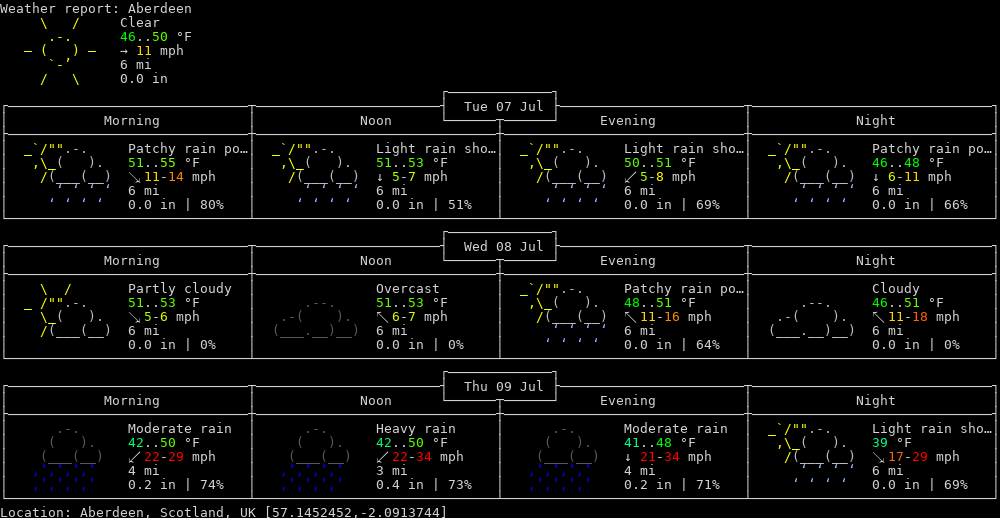 Weather report: Aberdeen
Clear
46..50 °F
→ 11 mph
6 mi
0.0 in
Tue 07 Jul
Morning Noon Evening Night
Patchy rain po… Light rain sho… Light rain sho… Patchy rain po…
51..55 °F 51..53 °F 50..51 °F 46..48 °F
↘ 11-14 mph ↓ 5-7 mph ↙ 5-8 mph ↓ 6-11 mph
6 mi 6 mi 6 mi 6 mi
0.0 in | 80% 0.0 in | 51% 0.0 in | 69% 0.0 in | 66%
Wed 08 Jul
Morning Noon Evening Night
Partly cloudy Overcast Patchy rain po… Cloudy
51..53 °F 51..53 °F 48..51 °F 46..51 °F
↘ 5-6 mph ↖ 6-7 mph ↖ 11-16 mph ↖ 11-18 mph
6 mi 6 mi 6 mi 6 mi
0.0 in | 0% 0.0 in | 0% 0.0 in | 64% 0.0 in | 0%
Thu 09 Jul
Morning Noon Evening Night
Moderate rain Heavy rain Moderate rain Light rain sho…
42..50 °F 42..50 °F 41..48 °F 39 °F
↙ 22-29 mph ↙ 22-34 mph ↓ 21-34 mph ↘ 17-29 mph
4 mi 3 mi 4 mi 6 mi
0.2 in | 74% 0.4 in | 73% 0.2 in | 71% 0.0 in | 69%
Location: Aberdeen, Scotland, UK [57.1452452,-2.0913744]